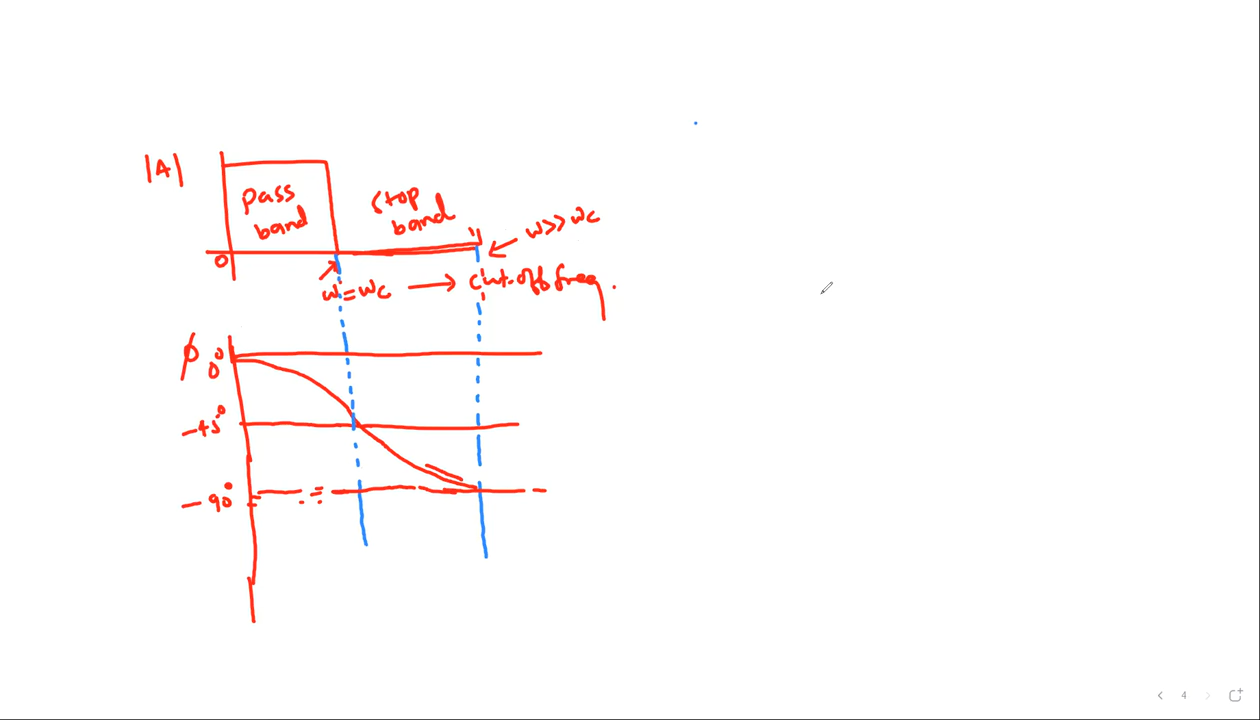 |A|
pass
band
stop
band
ω>>ωc
0
ω=ωc → cut-off freq.
φ
0°
-45°
-90°
4